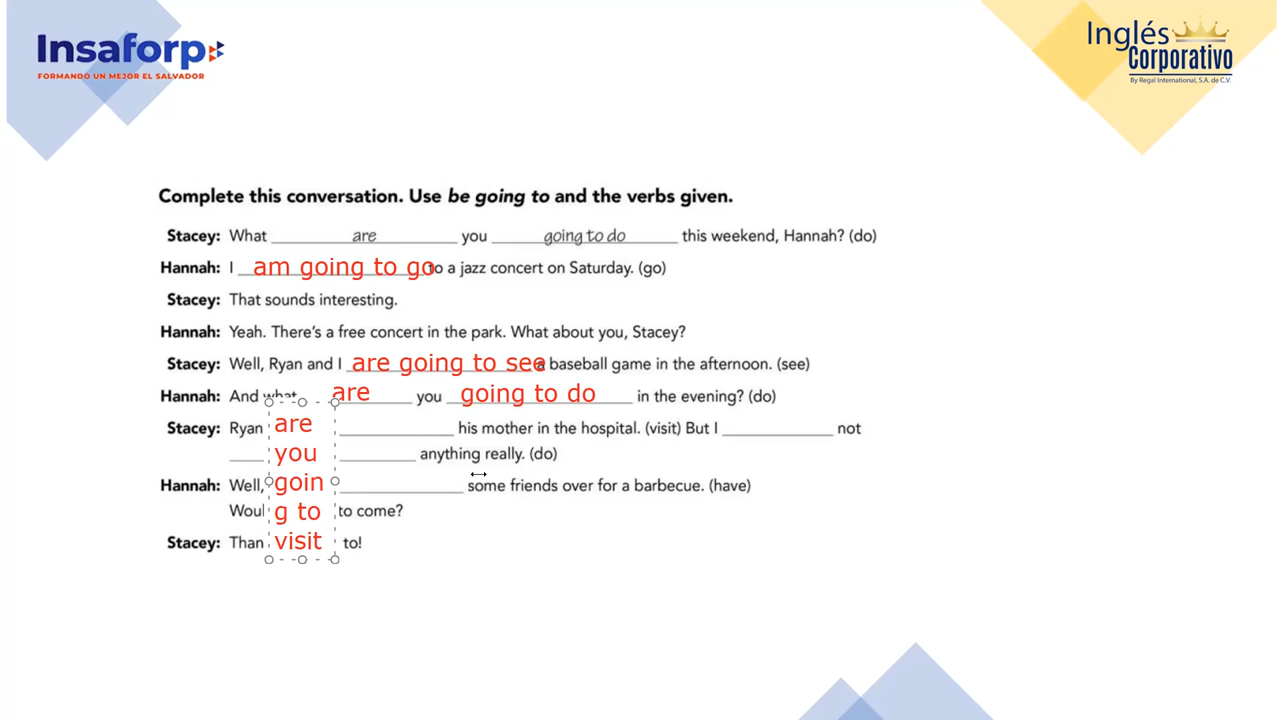 Insaforp
FORMANDO UN MEJOR EL SALVADOR
Inglés
Corporativo
By Regal International, S.A. de C.V.
Complete this conversation. Use be going to and the verbs given.
Stacey: What are you going to do this weekend, Hannah? (do)
Hannah: I am going to go to a jazz concert on Saturday. (go)
Stacey: That sounds interesting.
Hannah: Yeah. There's a free concert in the park. What about you, Stacey?
Stacey: Well, Ryan and I are going to see a baseball game in the afternoon. (see)
Hannah: And what are you going to do in the evening? (do)
Stacey: Ryan his mother in the hospital. (visit) But I not
anything really. (do)
Hannah: Well, some friends over for a barbecue. (have)
to come?
Stacey: to!
are
you
goin
g to
visit